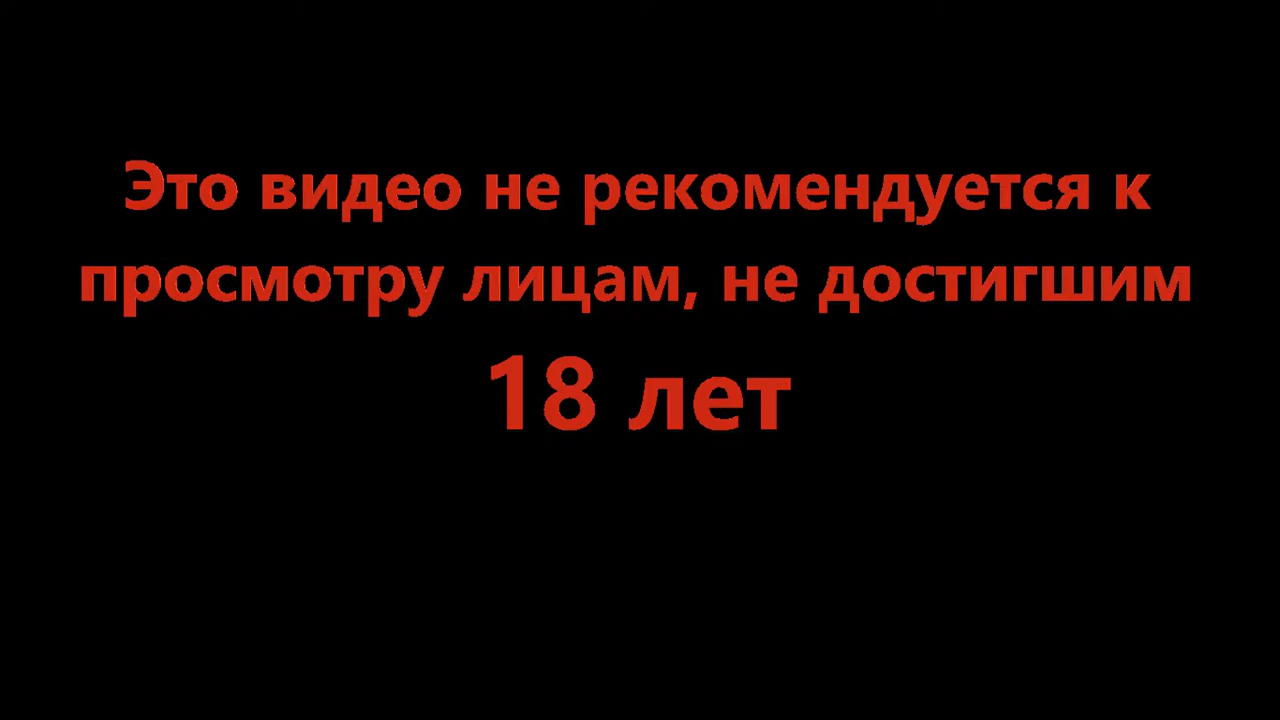 Это видео не рекомендуется к
просмотру лицам, не достигшим
18 лет